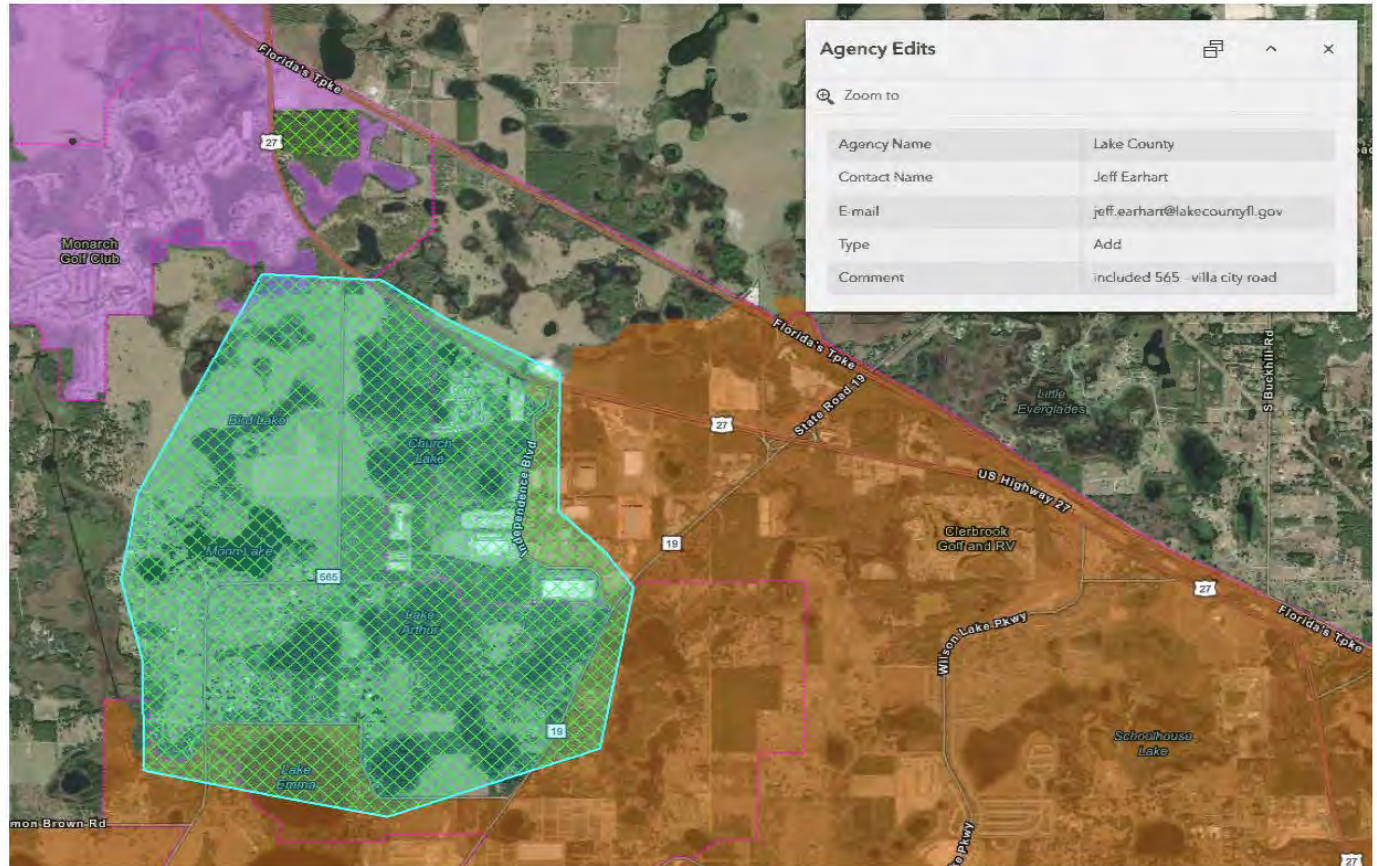 Agency Edits
Zoom to
Agency Name Lake County
Contact Name Jeff Earhart
E-mail jeff.earhart@lakecountyfl.gov
Type Add
Comment included 565 - villa city road
Florida's Tpke
27
Monarch
Golf Club
Florida's Tpke
State Road 19
Little
Everglades
S Buckhill Rd
Bird Lake
Church
Lake
27
Independence Blvd
US Highway 27
Clerbrook
Golf and RV
Moon Lake
19
565
27
Lake
Arthur
Wilson Lake Pkwy
Florida's Tpke
19
Schoolhouse
Lake
Lake
Emma
mon Brown Rd
e Pkwy
27